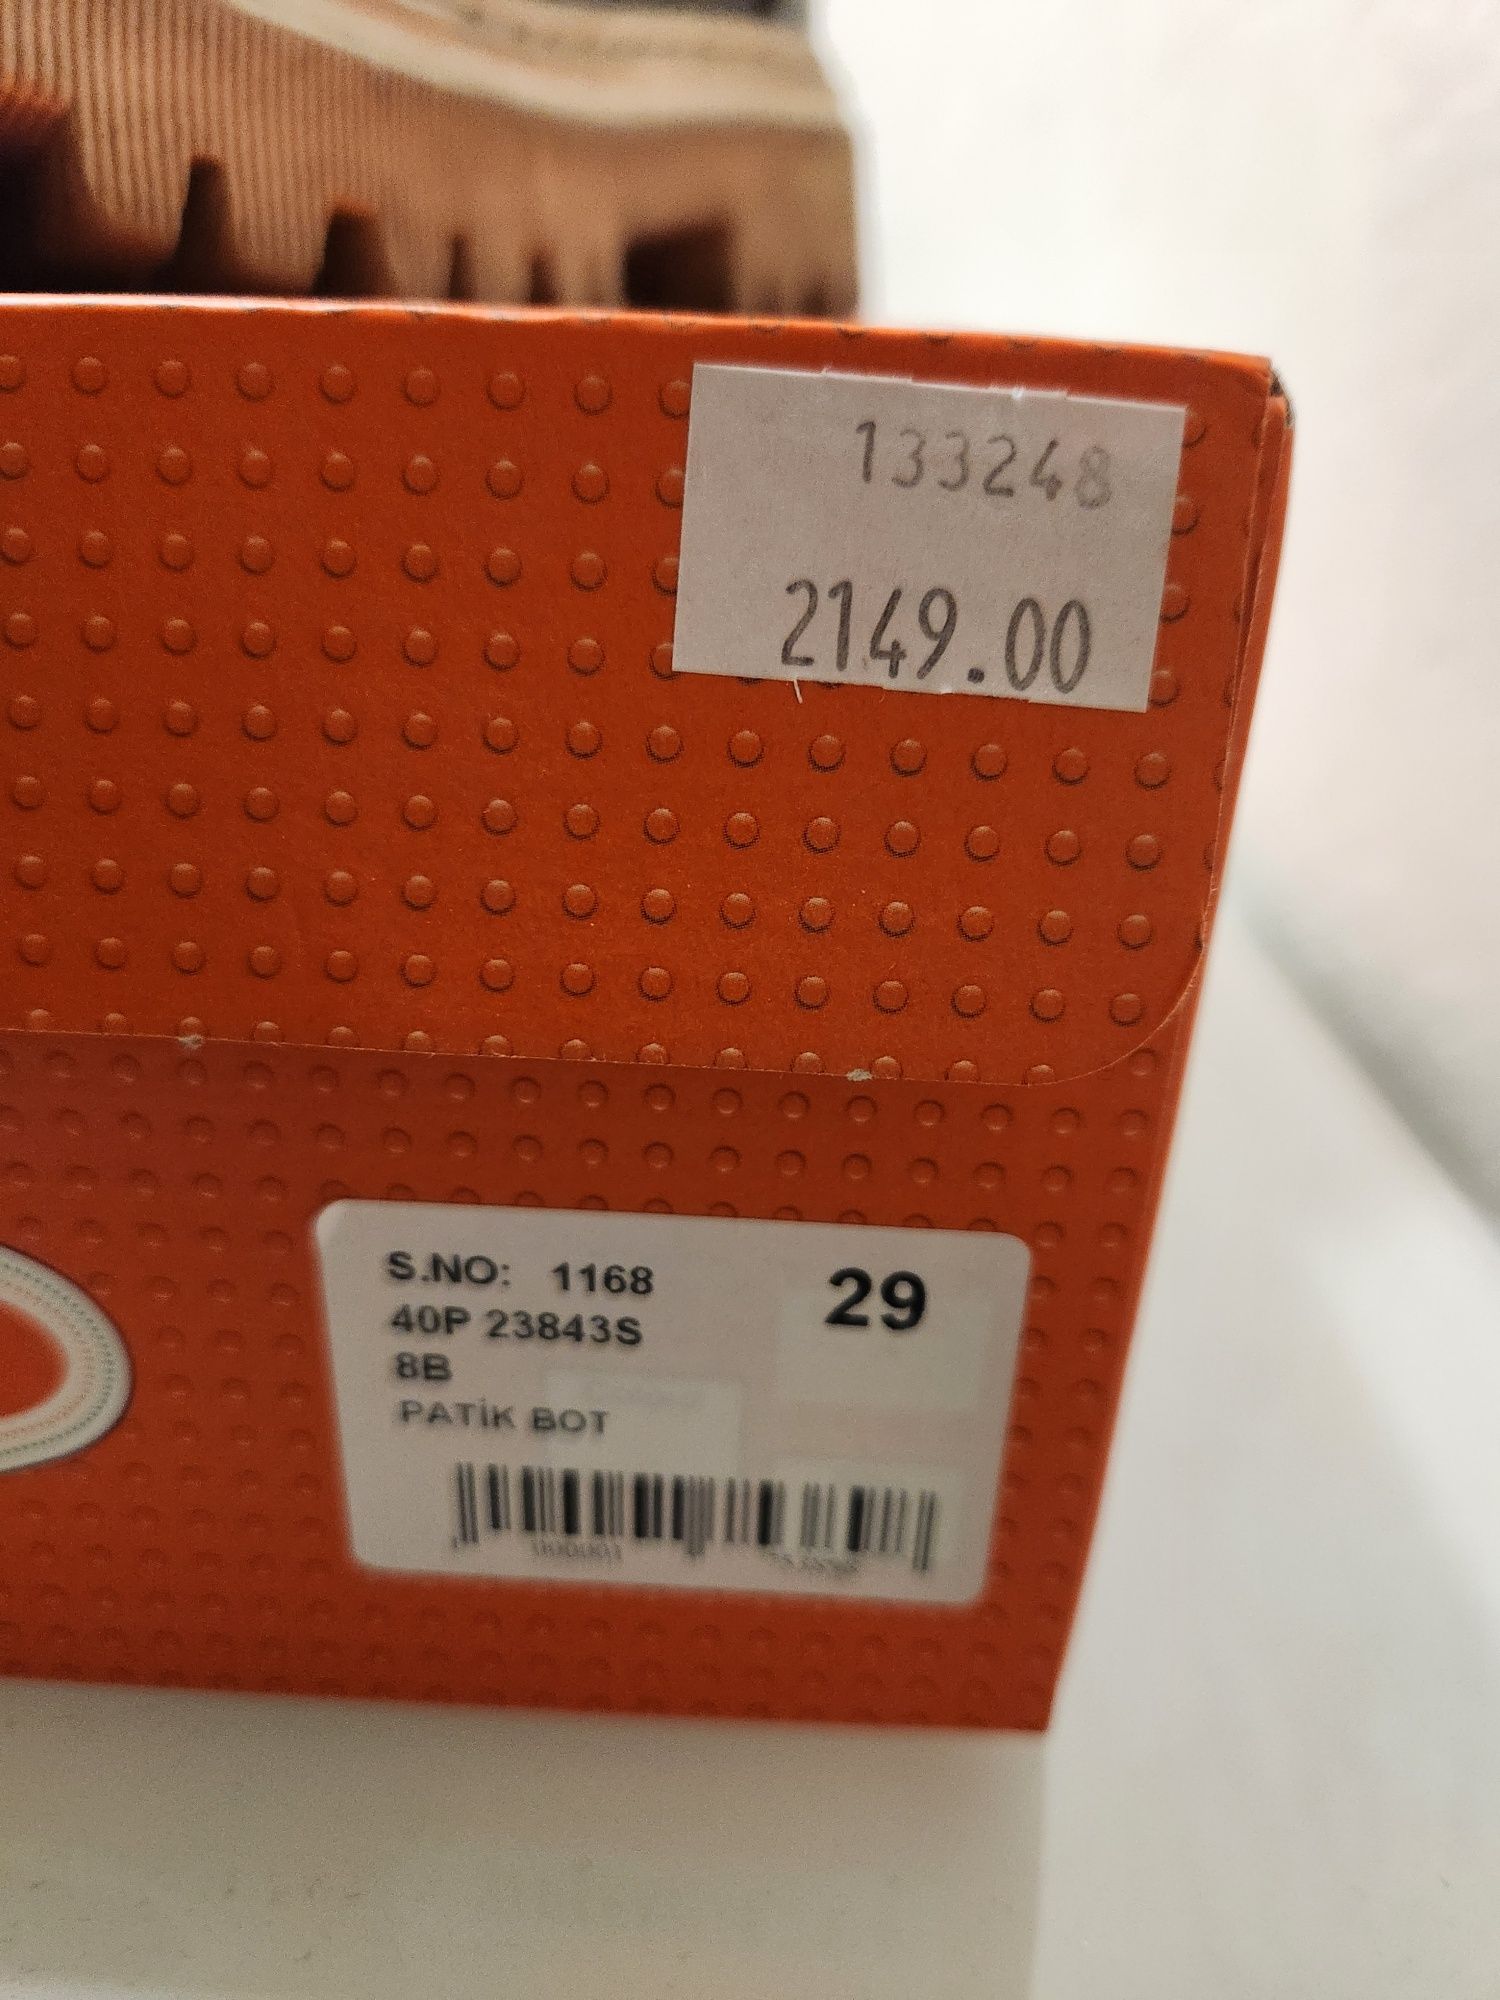 133248
2149.00
S.NO: 1168
29
40P 23843S
8B
PATİK BOT